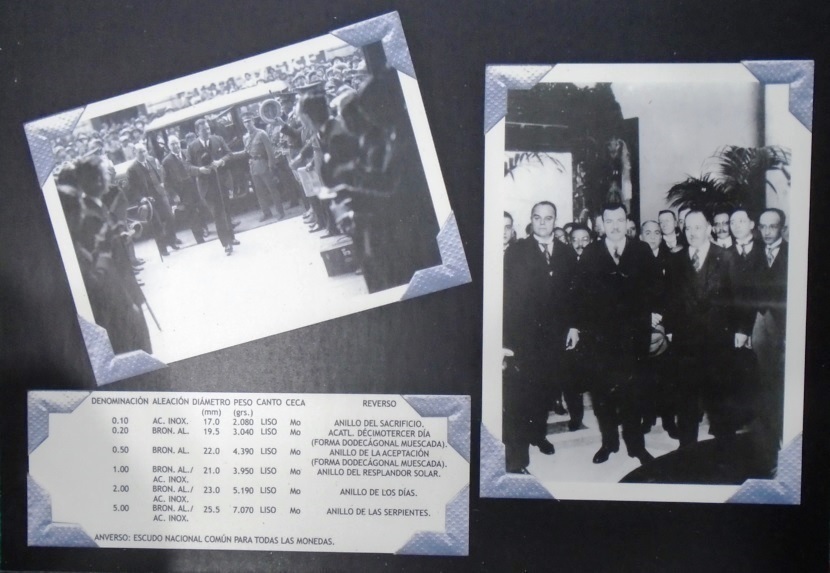 DENOMINACIÓN ALEACIÓN DIÁMETRO PESO CANTO CECA REVERSO
(mm) (grs.)
0.10 AC. INOX. 17.0 2.080 LISO Mo ANILLO DEL SACRIFICIO.
0.20 BRON. AL. 19.5 3.040 LISO Mo ACATL. DÉCIMOTERCER DÍA
(FORMA DODECÁGONAL MUESCADA).
0.50 BRON. AL. 22.0 4.390 LISO Mo ANILLO DE LA ACEPTACIÓN
(FORMA DODECÁGONAL MUESCADA).
1.00 BRON. AL./ 21.0 3.950 LISO Mo ANILLO DEL RESPLANDOR SOLAR.
AC. INOX.
2.00 BRON. AL./ 23.0 5.190 LISO Mo ANILLO DE LOS DÍAS.
AC. INOX.
5.00 BRON. AL./ 25.5 7.070 LISO Mo ANILLO DE LAS SERPIENTES.
AC. INOX.
ANVERSO: ESCUDO NACIONAL COMÚN PARA TODAS LAS MONEDAS.